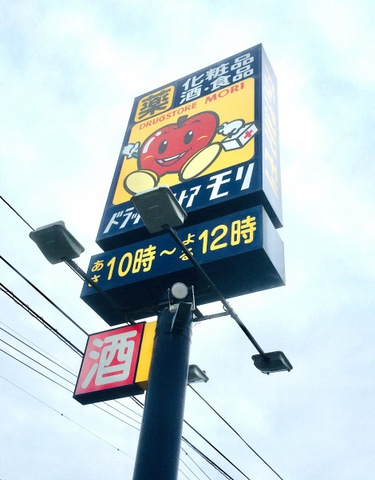 薬
化粧品
酒・食品
DRUGSTORE MORI
ドラッグストア モリ
あさ10時～よる12時
酒